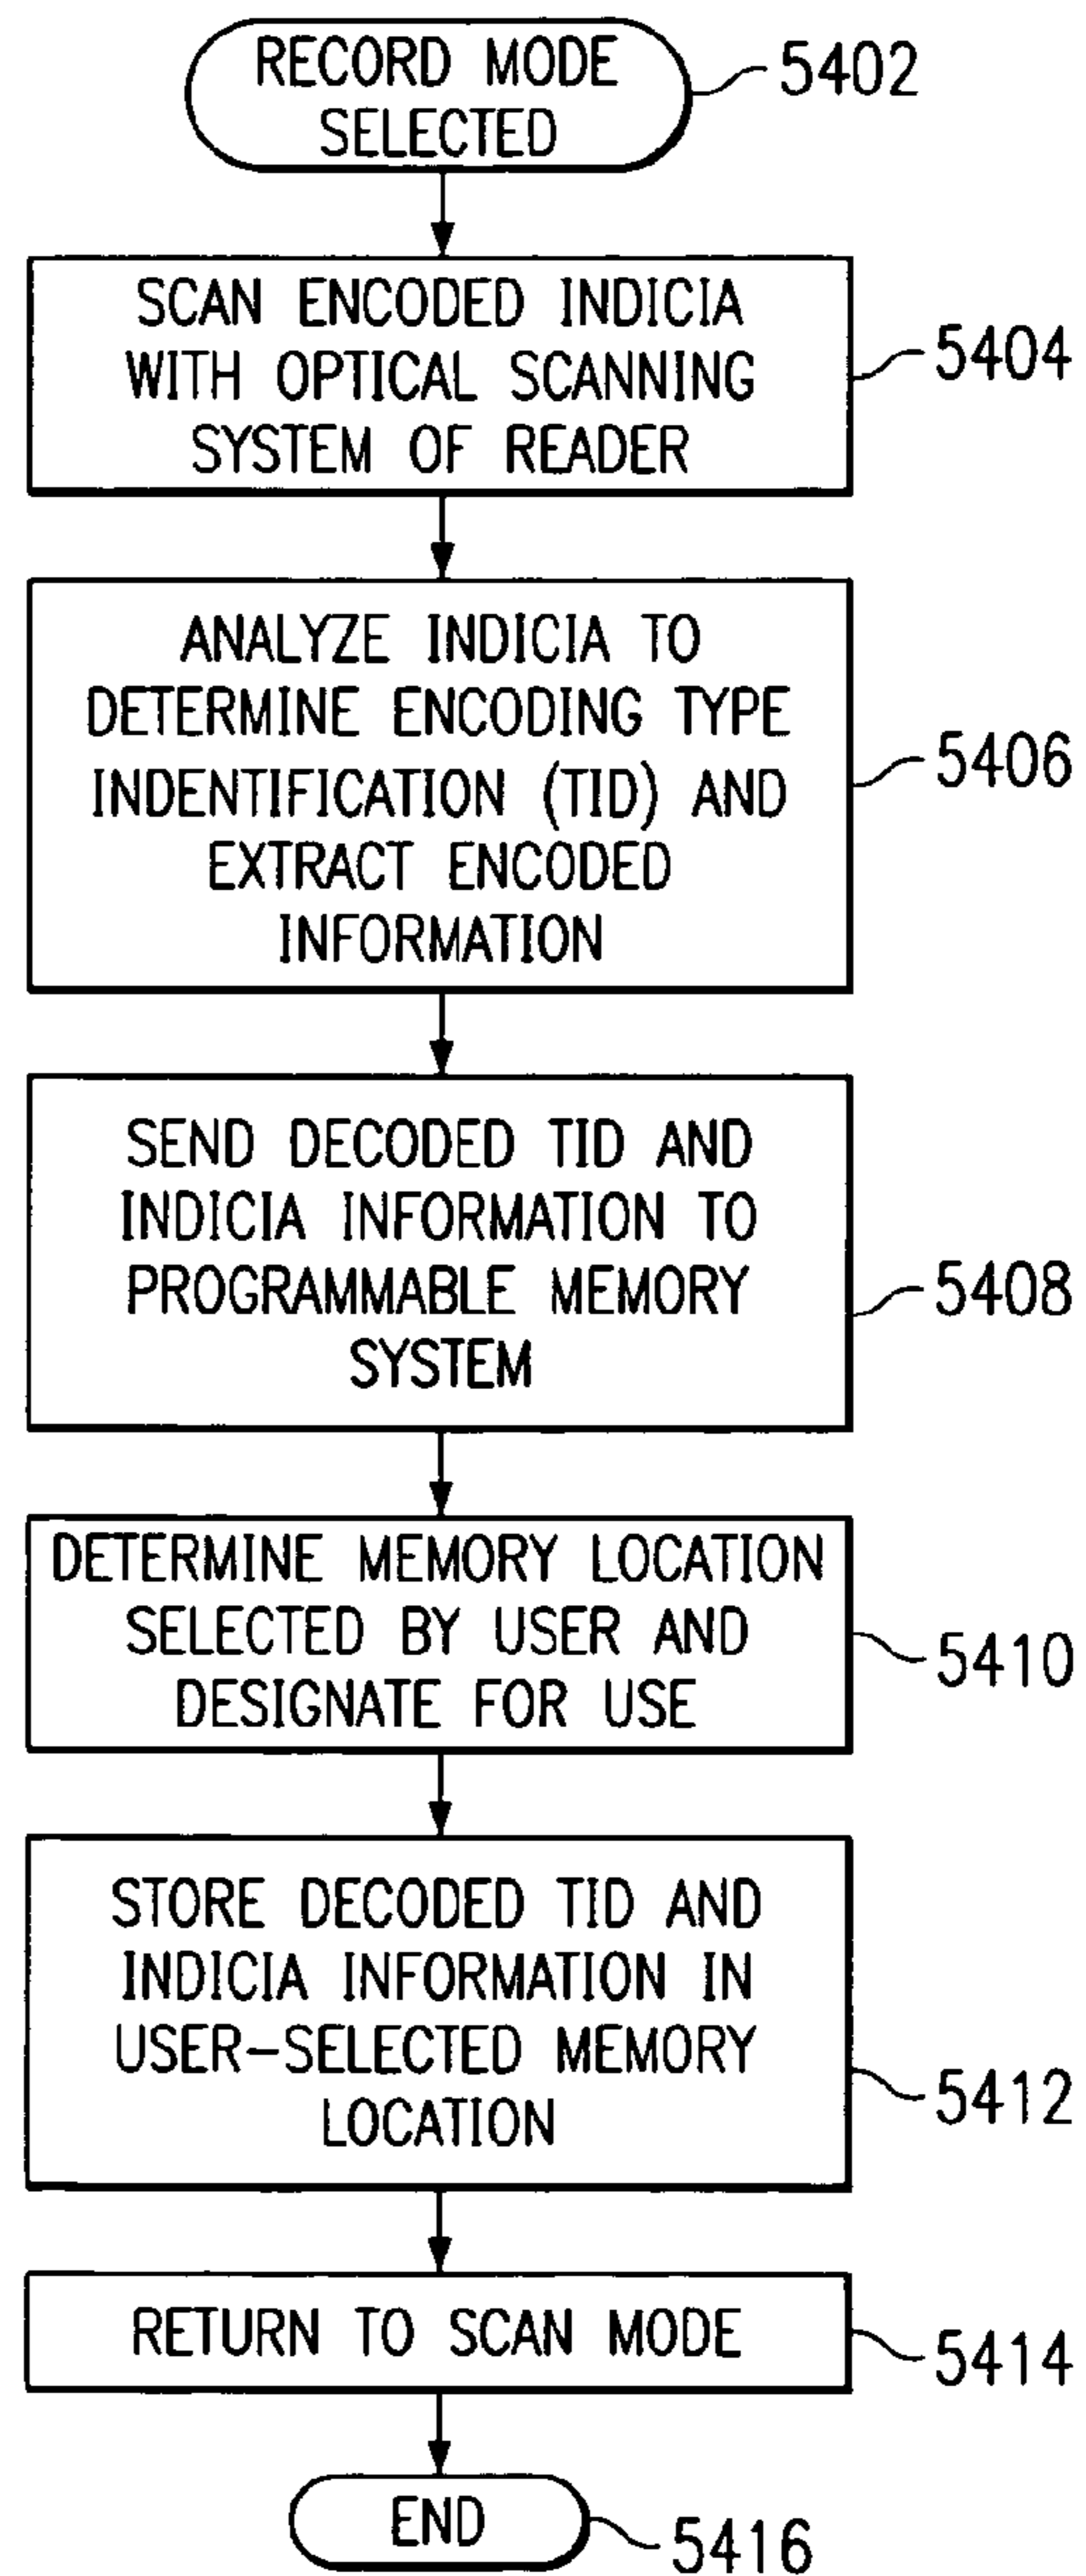 RECORD MODE
SELECTED
5402
SCAN ENCODED INDICIA
WITH OPTICAL SCANNING
SYSTEM OF READER
5404
ANALYZE INDICIA TO
DETERMINE ENCODING TYPE
INDENTIFICATION (TID) AND
EXTRACT ENCODED
INFORMATION
5406
SEND DECODED TID AND
INDICIA INFORMATION TO
PROGRAMMABLE MEMORY
SYSTEM
5408
DETERMINE MEMORY LOCATION
SELECTED BY USER AND
DESIGNATE FOR USE
5410
STORE DECODED TID AND
INDICIA INFORMATION IN
USER-SELECTED MEMORY
LOCATION
5412
RETURN TO SCAN MODE
5414
END
5416